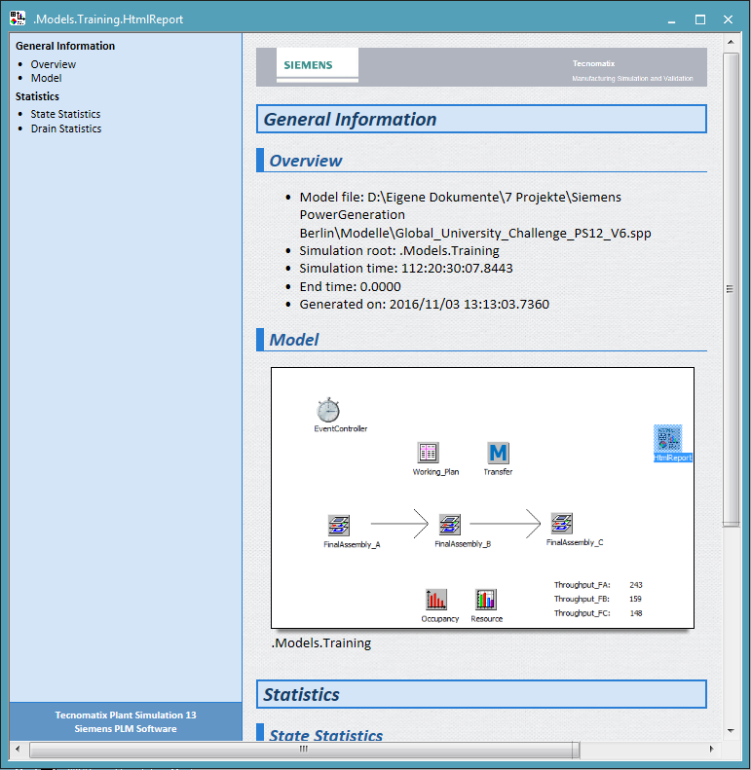 .Models.Training.HtmlReport
General Information
• Overview
• Model
Statistics
• State Statistics
• Drain Statistics
Tecnomatix Plant Simulation 13
Siemens PLM Software
SIEMENS
Tecnomatix
Manufacturing Simulation and Validation
General Information
Overview
• Model file: D:\Eigene Dokumente\7 Projekte\Siemens
PowerGeneration
Berlin\Modelle\Global_University_Challenge_PS12_V6.spp
• Simulation root: .Models.Training
• Simulation time: 112:20:30:07.8443
• End time: 0.0000
• Generated on: 2016/11/03 13:13:03.7360
Model
EventController
HtmlReport
Working_Plan
M
Transfer
FinalAssembly_A
FinalAssembly_B
FinalAssembly_C
Throughput_FA: 243
Throughput_FB: 159
Throughput_FC: 148
Occupancy
Resource
.Models.Training
Statistics
State Statistics